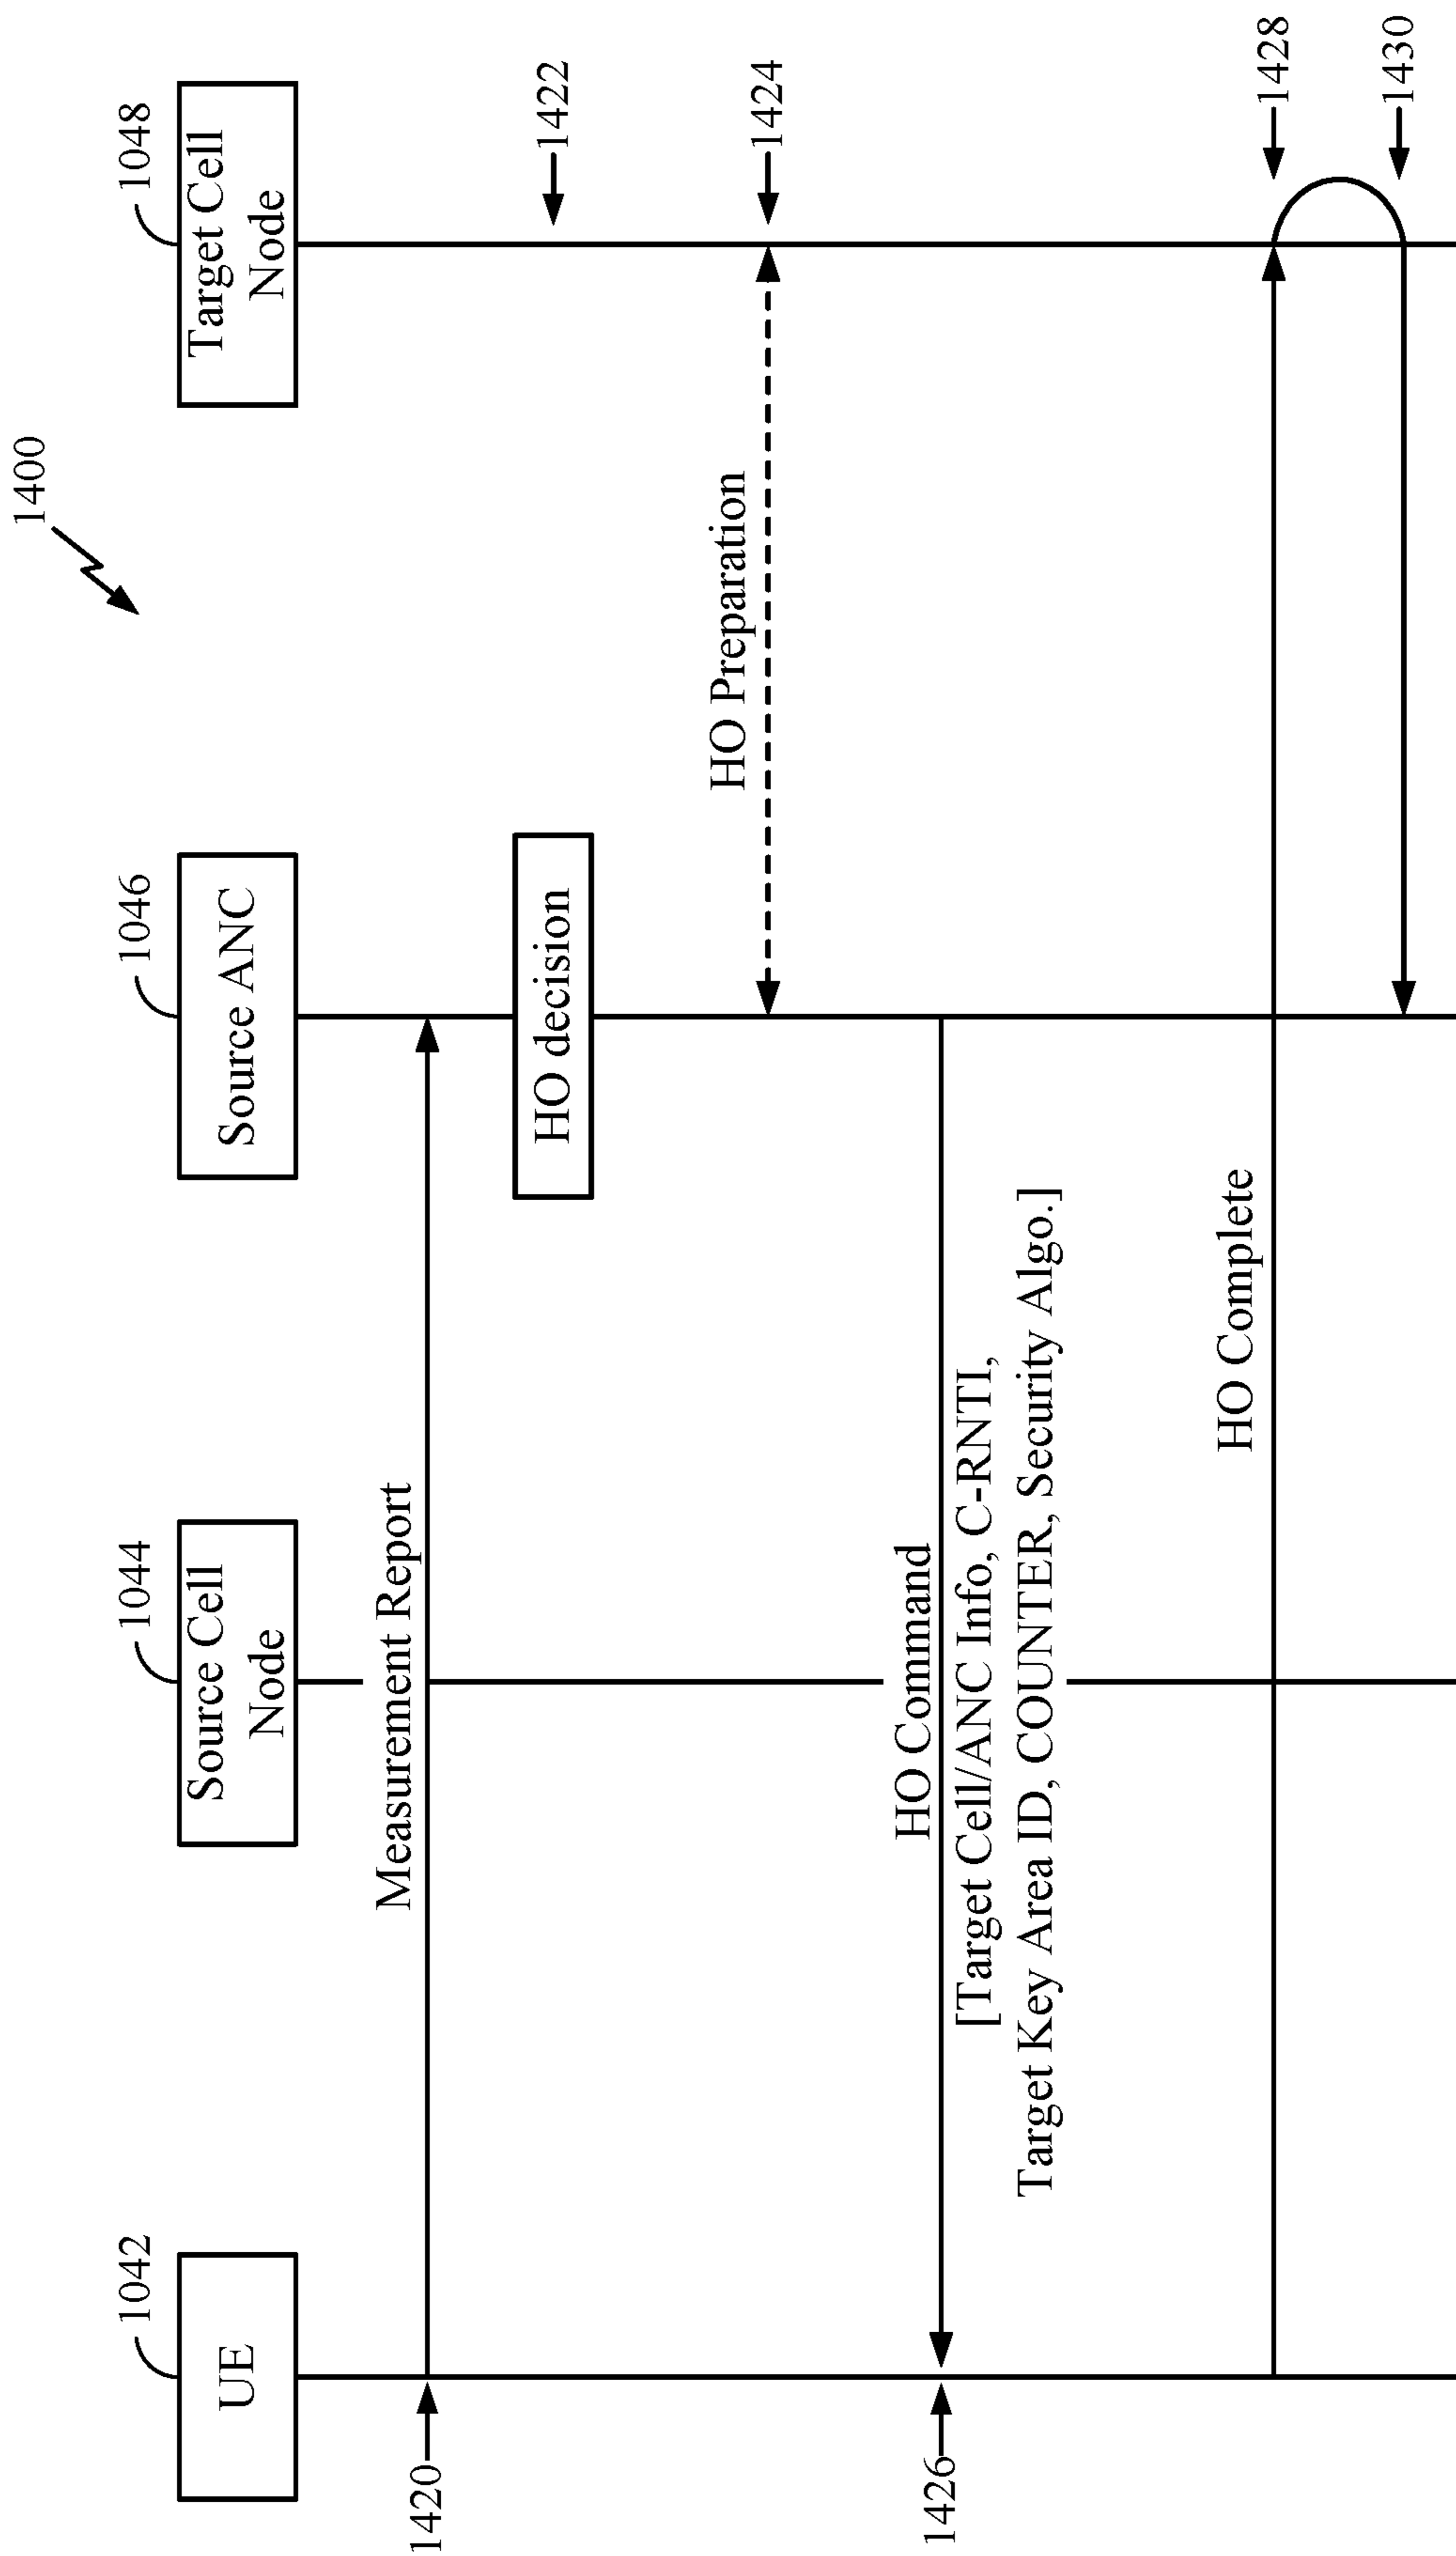 1400
1042
1044
1046
1048
UE
Source Cell
Node
Source ANC
Target Cell
Node
1420
Measurement Report
HO decision
1422
HO Preparation
1424
1426
HO Command
[Target Cell/ANC Info, C-RNTI,
Target Key Area ID, COUNTER, Security Algo.]
HO Complete
1428
1430